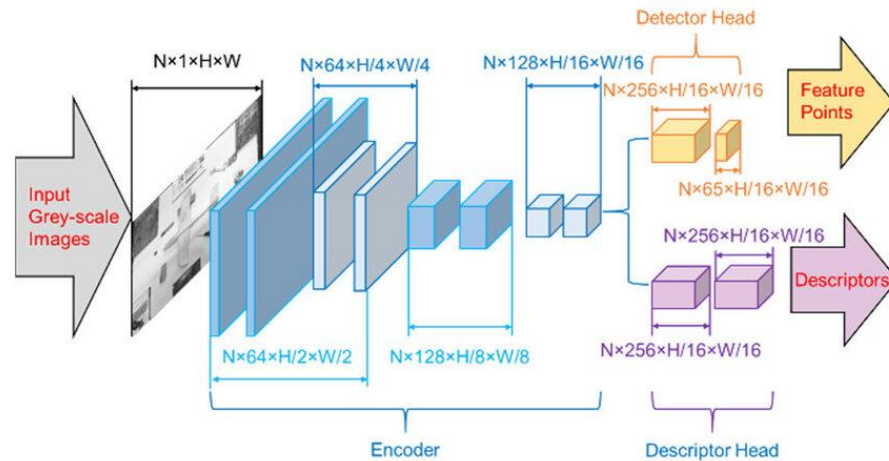 Detector Head
N×1×H×W
N×64×H/4×W/4
N×128×H/16×W/16
N×256×H/16×W/16
Feature
Points
Input
Grey-scale
Images
N×65×H/16×W/16
N×256×H/16×W/16
Descriptors
N×64×H/2×W/2
N×128×H/8×W/8
N×256×H/16×W/16
Encoder
Descriptor Head